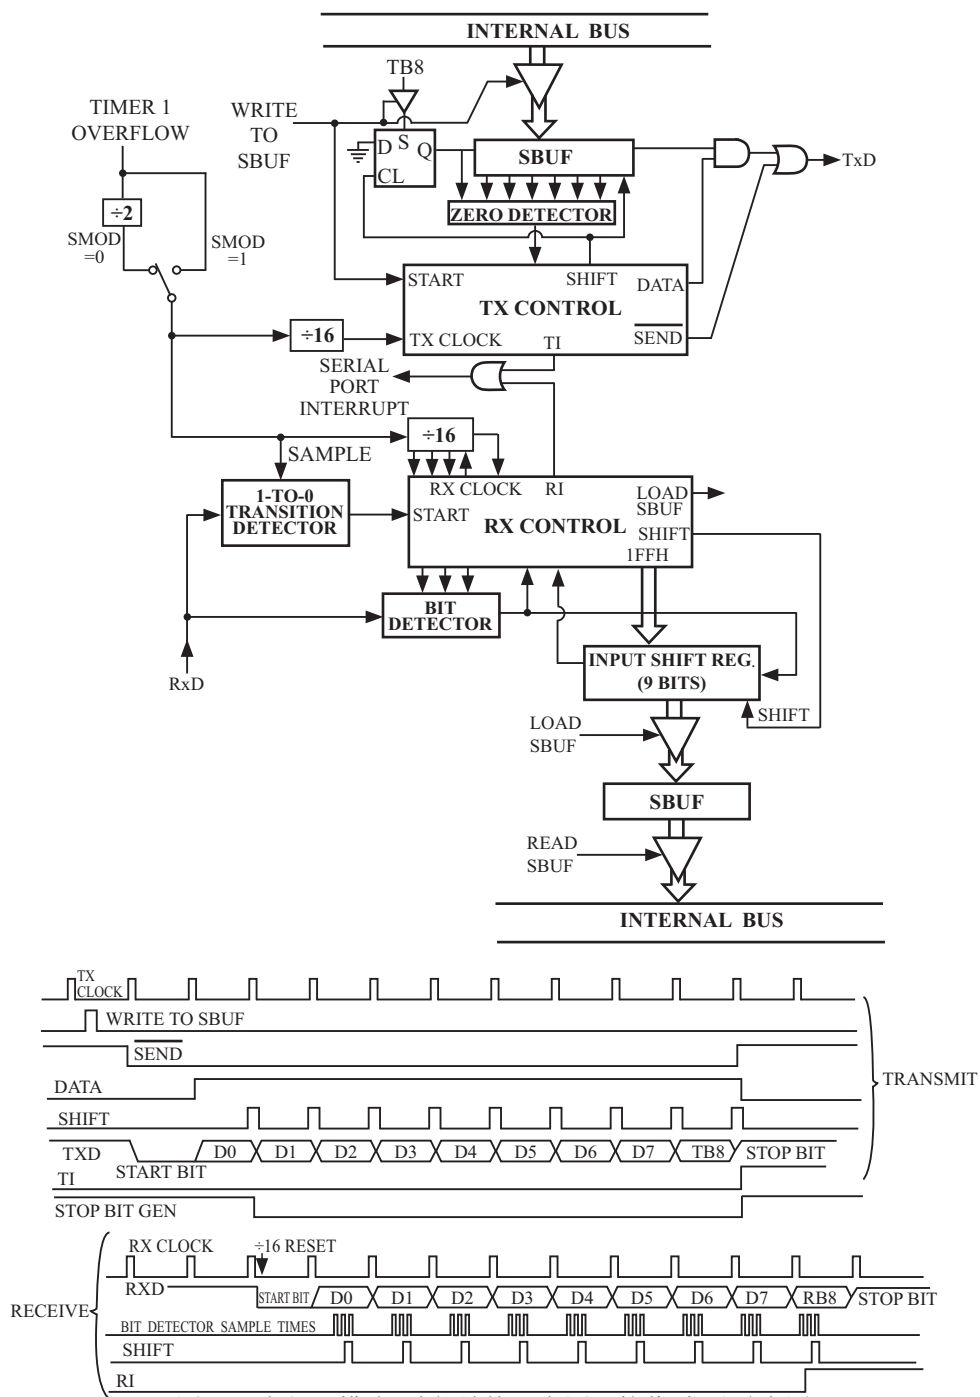 INTERNAL BUS
TB8
TIMER 1
OVERFLOW
WRITE
TO
SBUF
D S Q
CL
SBUF
TxD
÷2
ZERO DETECTOR
SMOD
=0
SMOD
=1
START
SHIFT
DATA
TX CONTROL
÷16
TX CLOCK
TI
SEND
SERIAL
PORT
INTERRUPT
÷16
SAMPLE
RX CLOCK
RI
LOAD
SBUF
1-TO-0
TRANSITION
DETECTOR
START
RX CONTROL
SHIFT
1FFH
BIT
DETECTOR
INPUT SHIFT REG.
(9 BITS)
RxD
SHIFT
LOAD
SBUF
SBUF
READ
SBUF
INTERNAL BUS
TX
CLOCK
WRITE TO SBUF
SEND
DATA
TRANSMIT
SHIFT
TXD
START BIT
D0 D1 D2 D3 D4 D5 D6 D7 TB8 STOP BIT
TI
STOP BIT GEN
RX CLOCK
÷16 RESET
RXD
START BIT D0 D1 D2 D3 D4 D5 D6 D7 RB8 STOP BIT
RECEIVE
BIT DETECTOR SAMPLE TIMES
SHIFT
RI